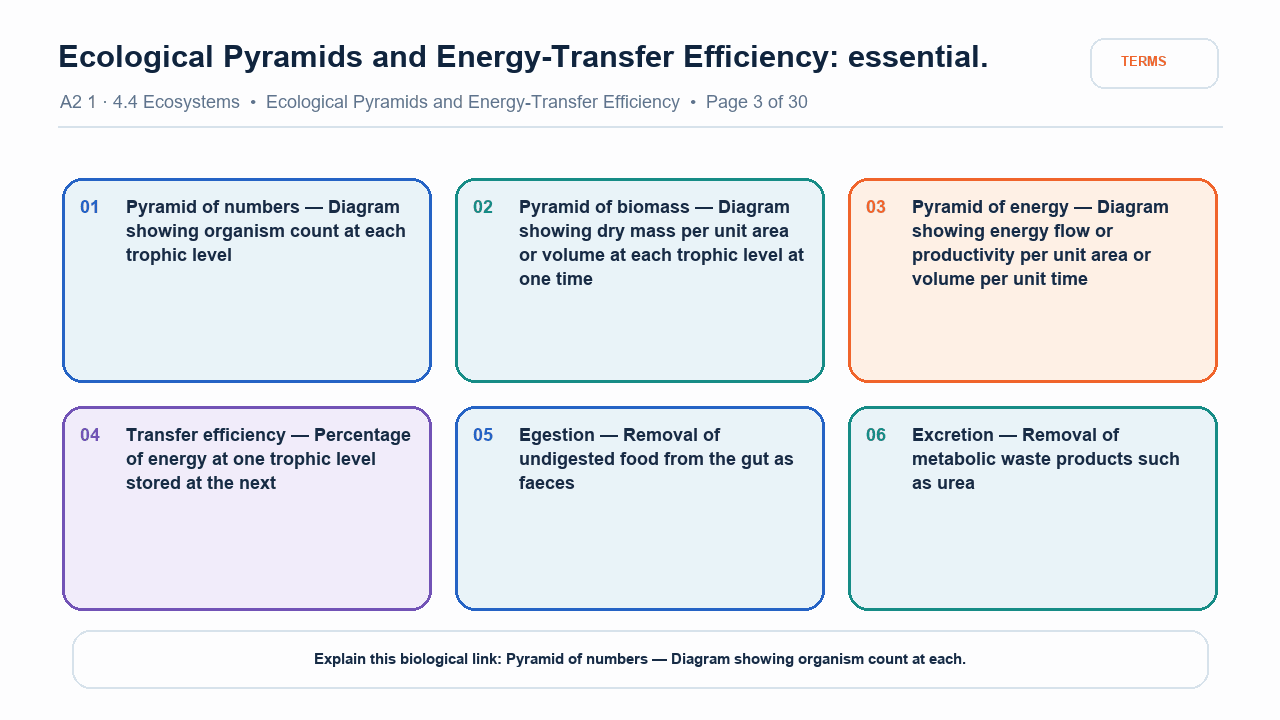 Ecological Pyramids and Energy-Transfer Efficiency: essential.
TERMS
A2 1 · 4.4 Ecosystems • Ecological Pyramids and Energy-Transfer Efficiency • Page 3 of 30
01 Pyramid of numbers — Diagram
showing organism count at each
trophic level
02 Pyramid of biomass — Diagram
showing dry mass per unit area
or volume at each trophic level at
one time
03 Pyramid of energy — Diagram
showing energy flow or
productivity per unit area or
volume per unit time
04 Transfer efficiency — Percentage
of energy at one trophic level
stored at the next
05 Egestion — Removal of
undigested food from the gut as
faeces
06 Excretion — Removal of
metabolic waste products such
as urea
Explain this biological link: Pyramid of numbers — Diagram showing organism count at each.